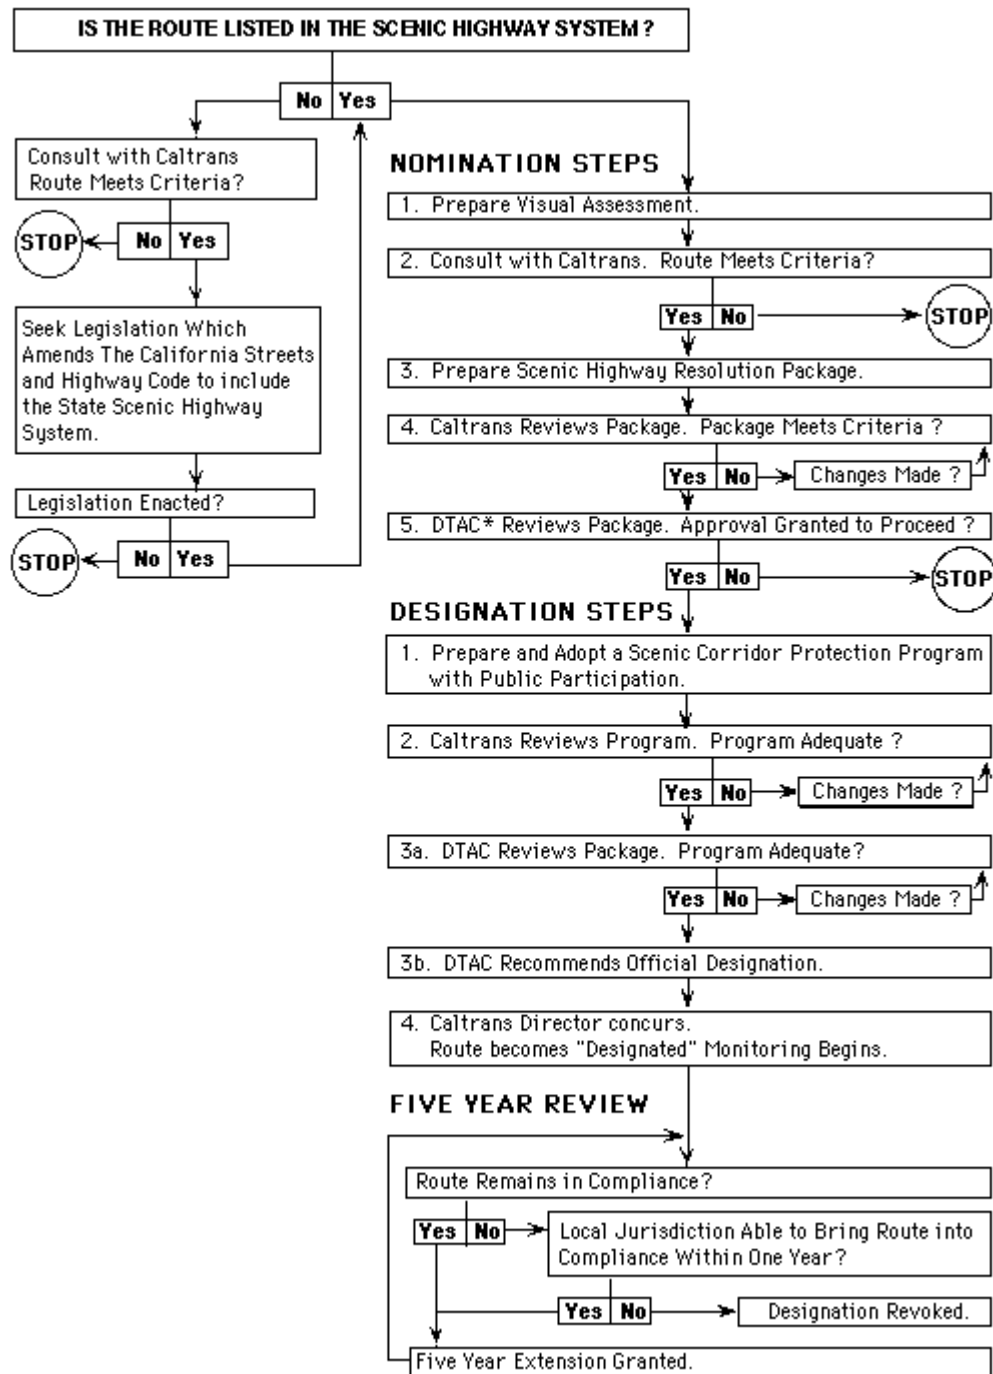 IS THE ROUTE LISTED IN THE SCENIC HIGHWAY SYSTEM ?
No Yes
Consult with Caltrans
Route Meets Criteria?
STOP
No Yes
Seek Legislation Which
Amends The California Streets
and Highway Code to include
the State Scenic Highway
System.
Legislation Enacted?
STOP
No Yes
NOMINATION STEPS
1. Prepare Visual Assessment.
2. Consult with Caltrans. Route Meets Criteria?
Yes No
STOP
3. Prepare Scenic Highway Resolution Package.
4. Caltrans Reviews Package. Package Meets Criteria ?
Yes No
Changes Made ?
5. DTAC* Reviews Package. Approval Granted to Proceed ?
Yes No
STOP
DESIGNATION STEPS
1. Prepare and Adopt a Scenic Corridor Protection Program
with Public Participation.
2. Caltrans Reviews Program. Program Adequate ?
Yes No
Changes Made ?
3a. DTAC Reviews Package. Program Adequate?
Yes No
Changes Made ?
3b. DTAC Recommends Official Designation.
4. Caltrans Director concurs.
Route becomes "Designated" Monitoring Begins.
FIVE YEAR REVIEW
Route Remains in Compliance?
Yes No
Local Jurisdiction Able to Bring Route into
Compliance Within One Year?
Yes No
Designation Revoked.
Five Year Extension Granted.